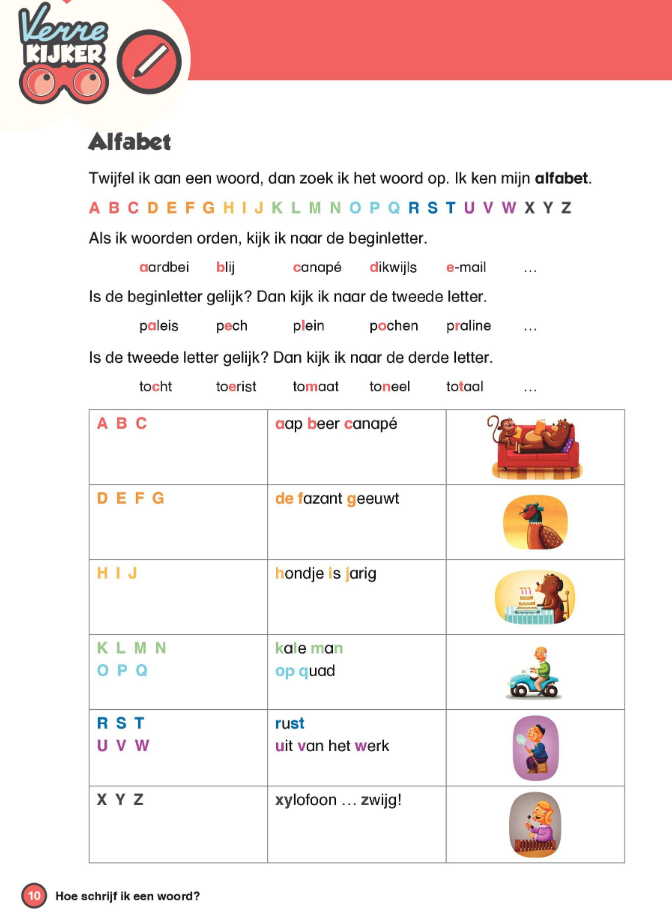 Verre
KIJKER
Alfabet
Twijfel ik aan een woord, dan zoek ik het woord op. Ik ken mijn alfabet.
A B C D E F G H I J K L M N O P Q R S T U V W X Y Z
Als ik woorden orden, kijk ik naar de beginletter.
aardbei blij canapé dikwijls e-mail ...
Is de beginletter gelijk? Dan kijk ik naar de tweede letter.
paleis pech plein pochen praline ...
Is de tweede letter gelijk? Dan kijk ik naar de derde letter.
tocht toerist tomaat toneel totaal ...
A B C
aap beer canapé
D E F G
de fazant geeuwt
H I J
hondje is jarig
K L M N
O P Q
kale man
op quad
R S T
U V W
rust
uit van het werk
X Y Z
xylofoon ... zwijg!
10 Hoe schrijf ik een woord?